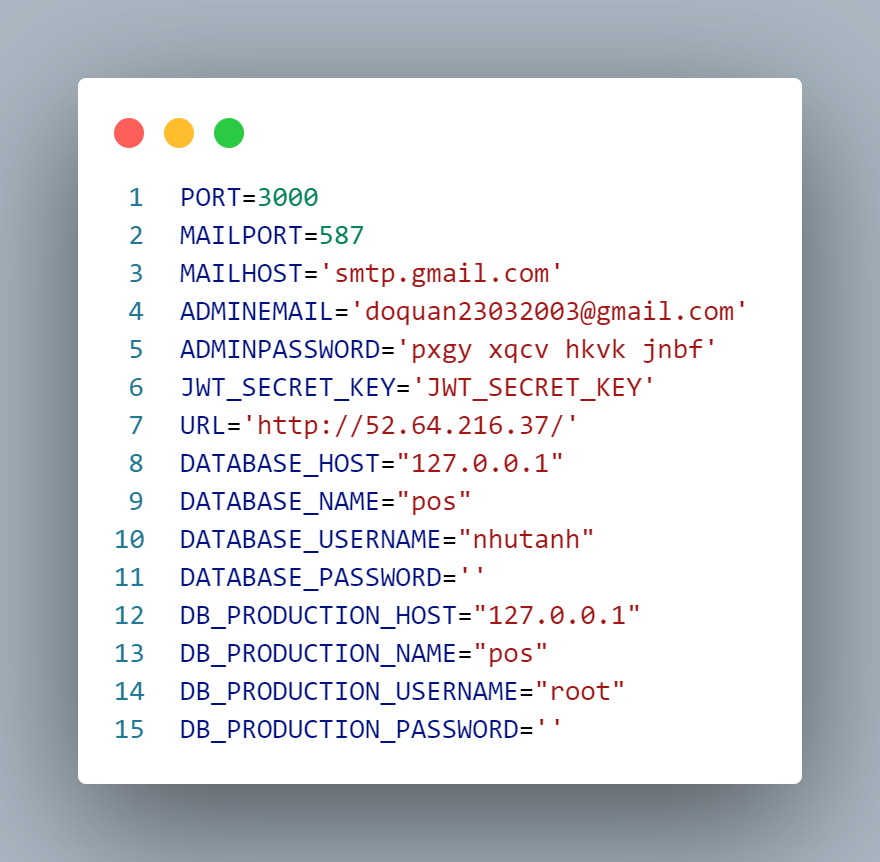 1 PORT=3000
2 MAILPORT=587
3 MAILHOST='smtp.gmail.com'
4 ADMINEMAIL='doquan23032003@gmail.com'
5 ADMINPASSWORD='pxgy xqcv hkvk jnbf'
6 JWT_SECRET_KEY='JWT_SECRET_KEY'
7 URL='http://52.64.216.37/'
8 DATABASE_HOST="127.0.0.1"
9 DATABASE_NAME="pos"
10 DATABASE_USERNAME="nhutanh"
11 DATABASE_PASSWORD=''
12 DB_PRODUCTION_HOST="127.0.0.1"
13 DB_PRODUCTION_NAME="pos"
14 DB_PRODUCTION_USERNAME="root"
15 DB_PRODUCTION_PASSWORD=''